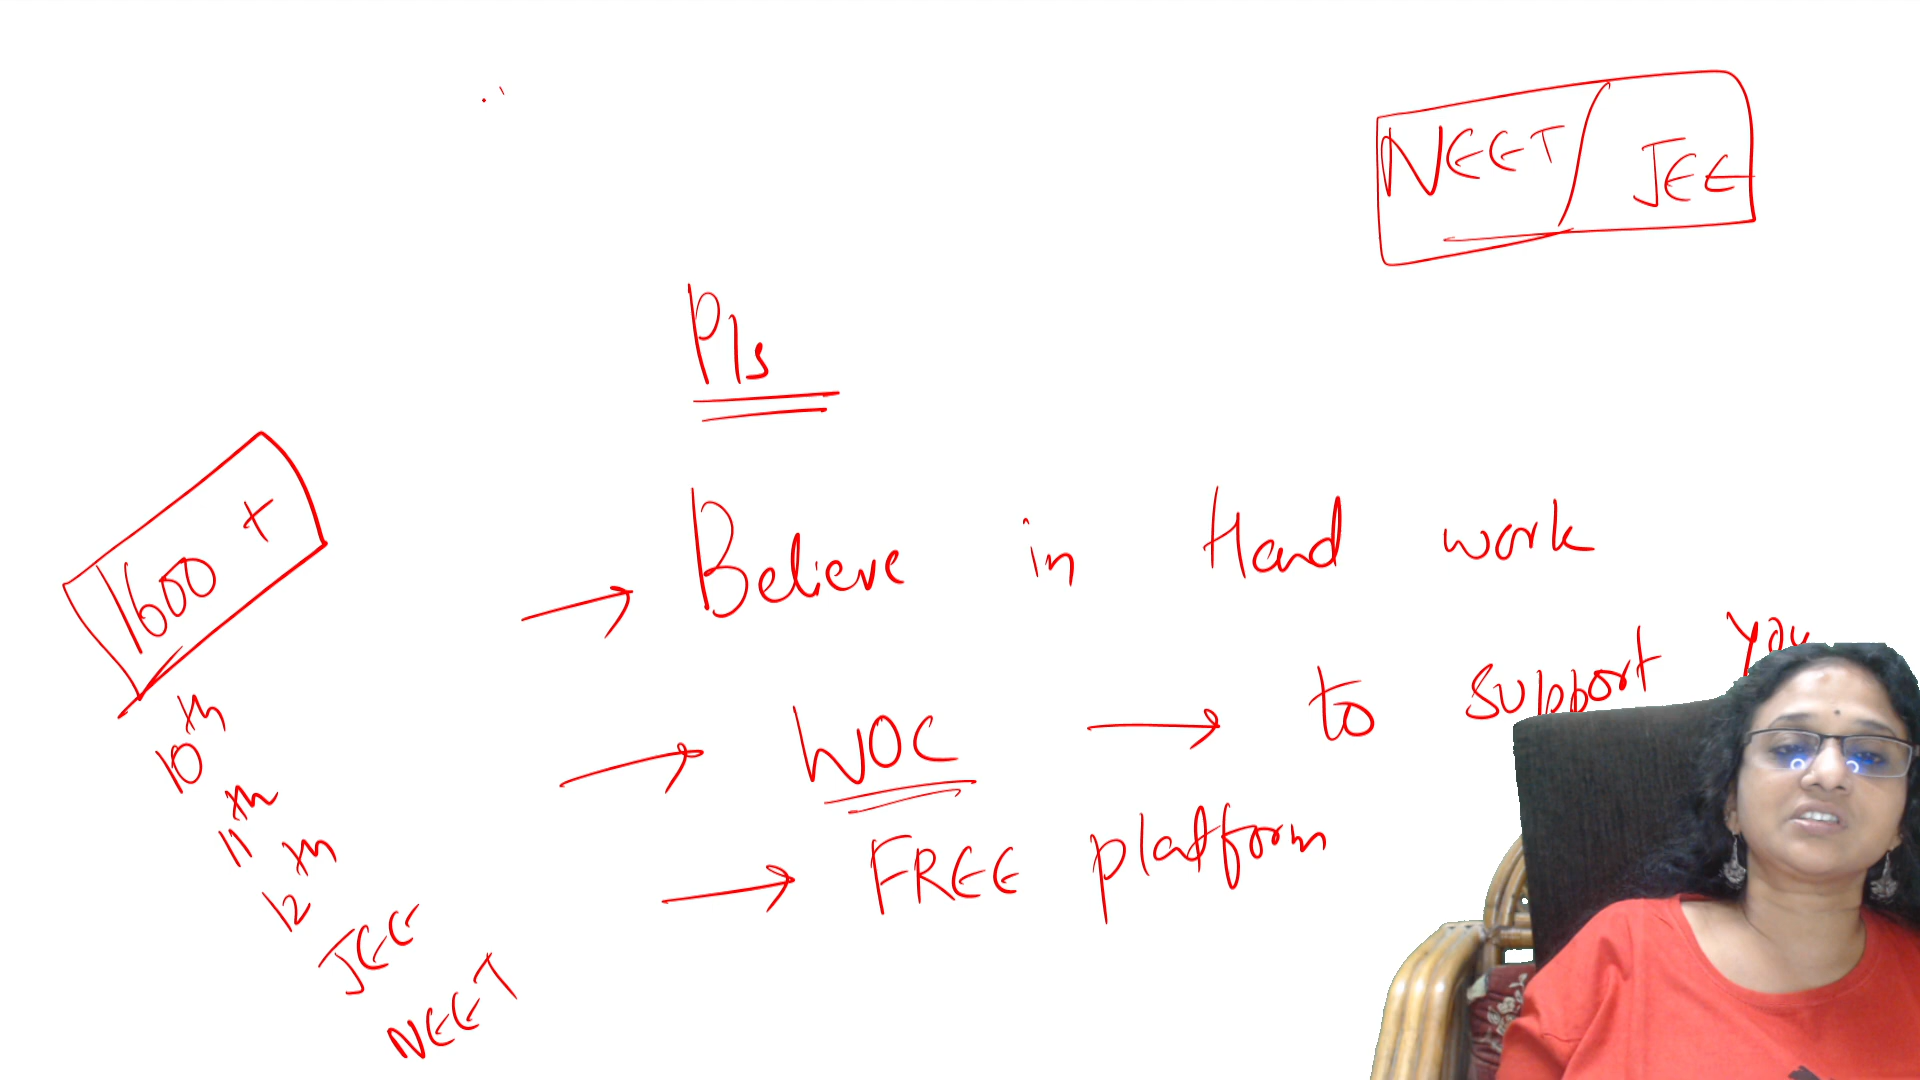 NEET / JEE
Pls
→ Believe in Hard work
→ WOC → to support you
→ FREE platform
1600 +
10th
11th
12th
JEE
NEET